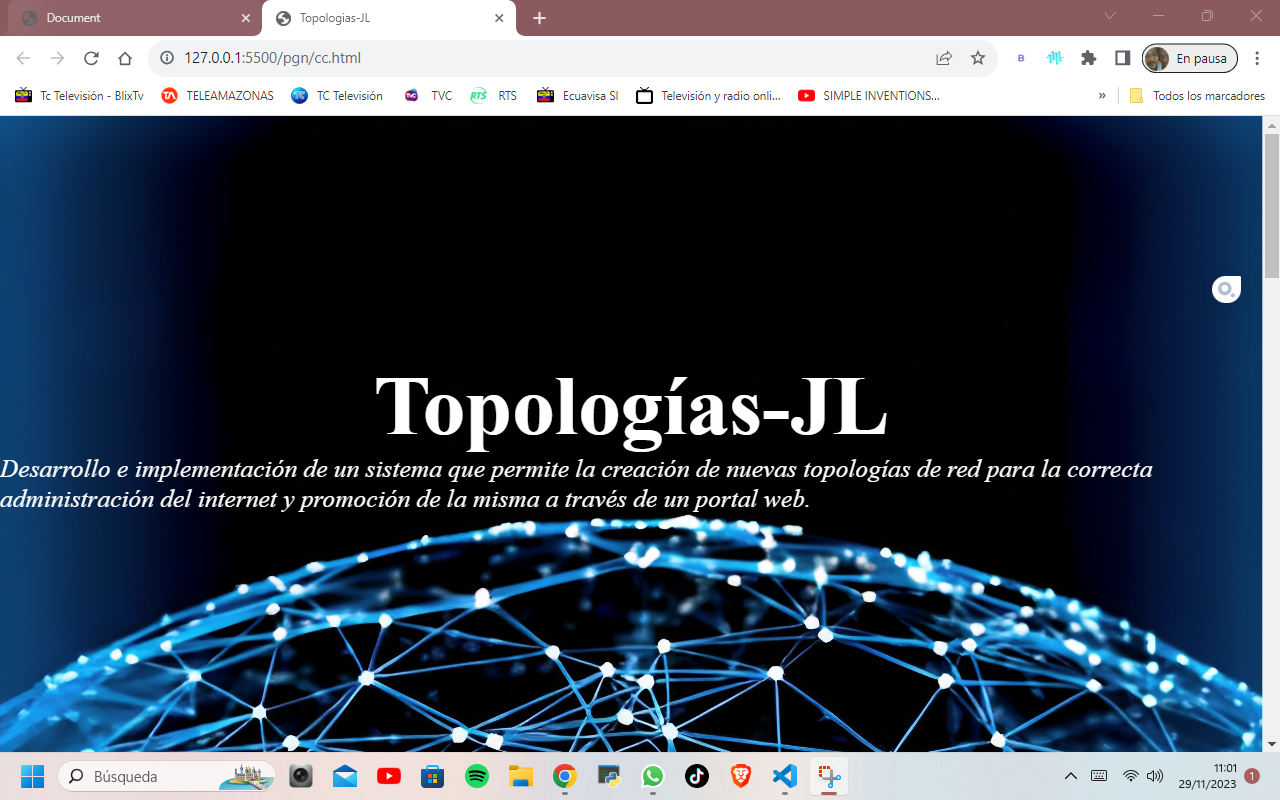 Document
Topologias-JL
127.0.0.1:5500/pgn/cc.html
B
En pausa
Tc Televisión - BlixTv
TELEAMAZONAS
TC Televisión
TVC
RTS
Ecuavisa SI
Televisión y radio onli...
SIMPLE INVENTIONS...
»
Todos los marcadores
Topologías-JL
Desarrollo e implementación de un sistema que permite la creación de nuevas topologías de red para la correcta
administración del internet y promoción de la misma a través de un portal web.
Búsqueda
11:01
29/11/2023
1